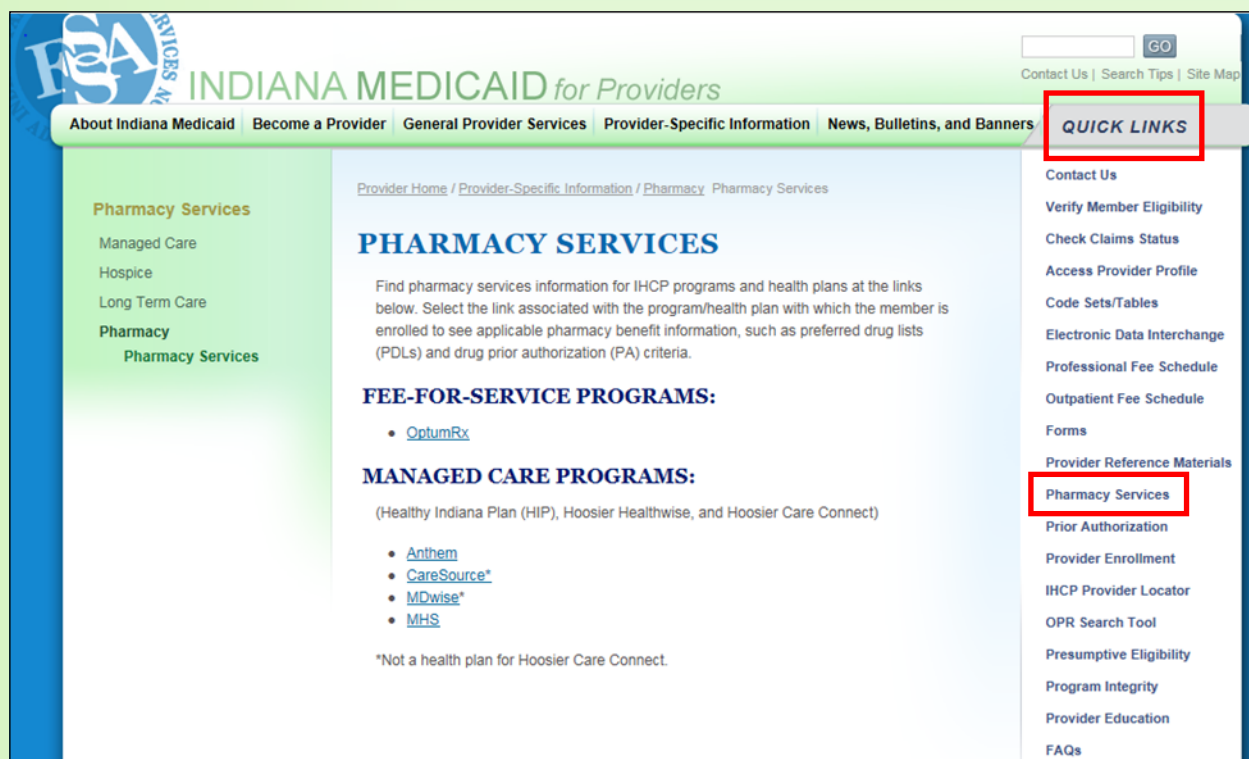 FSSA
SERVICES
GO
Contact Us | Search Tips | Site Map
INDIANA MEDICAID for Providers
About Indiana Medicaid Become a Provider General Provider Services Provider-Specific Information News, Bulletins, and Banners QUICK LINKS
Pharmacy Services
Managed Care
Hospice
Long Term Care
Pharmacy
Pharmacy Services
Provider Home / Provider-Specific Information / Pharmacy Pharmacy Services
PHARMACY SERVICES
Find pharmacy services information for IHCP programs and health plans at the links
below. Select the link associated with the program/health plan with which the member is
enrolled to see applicable pharmacy benefit information, such as preferred drug lists
(PDLs) and drug prior authorization (PA) criteria.
FEE-FOR-SERVICE PROGRAMS:
• OptumRx
MANAGED CARE PROGRAMS:
(Healthy Indiana Plan (HIP), Hoosier Healthwise, and Hoosier Care Connect)
• Anthem
• CareSource*
• MDwise*
• MHS
*Not a health plan for Hoosier Care Connect.
Contact Us
Verify Member Eligibility
Check Claims Status
Access Provider Profile
Code Sets/Tables
Electronic Data Interchange
Professional Fee Schedule
Outpatient Fee Schedule
Forms
Provider Reference Materials
Pharmacy Services
Prior Authorization
Provider Enrollment
IHCP Provider Locator
OPR Search Tool
Presumptive Eligibility
Program Integrity
Provider Education
FAQs